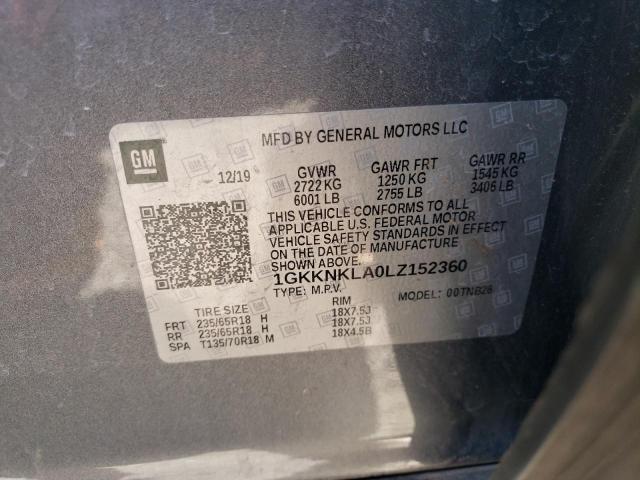 MFD BY GENERAL MOTORS LLC
GM
12/19
GVWR GAWR FRT GAWR RR
2722 KG 1250 KG 1545 KG
6001 LB 2755 LB 3406 LB
THIS VEHICLE CONFORMS TO ALL
APPLICABLE U.S. FEDERAL MOTOR
VEHICLE SAFETY STANDARDS IN EFFECT
ON THE DATE OF MANUFACTURE
SHOWN ABOVE.
1GKKNKLA0LZ152360
TYPE: M.P.V. MODEL: 00TNB26
TIRE SIZE RIM
FRT 235/65R18 H 18X7.5J
RR 235/65R18 H 18X7.5J
SPA T135/70R18 M 18X4.5B